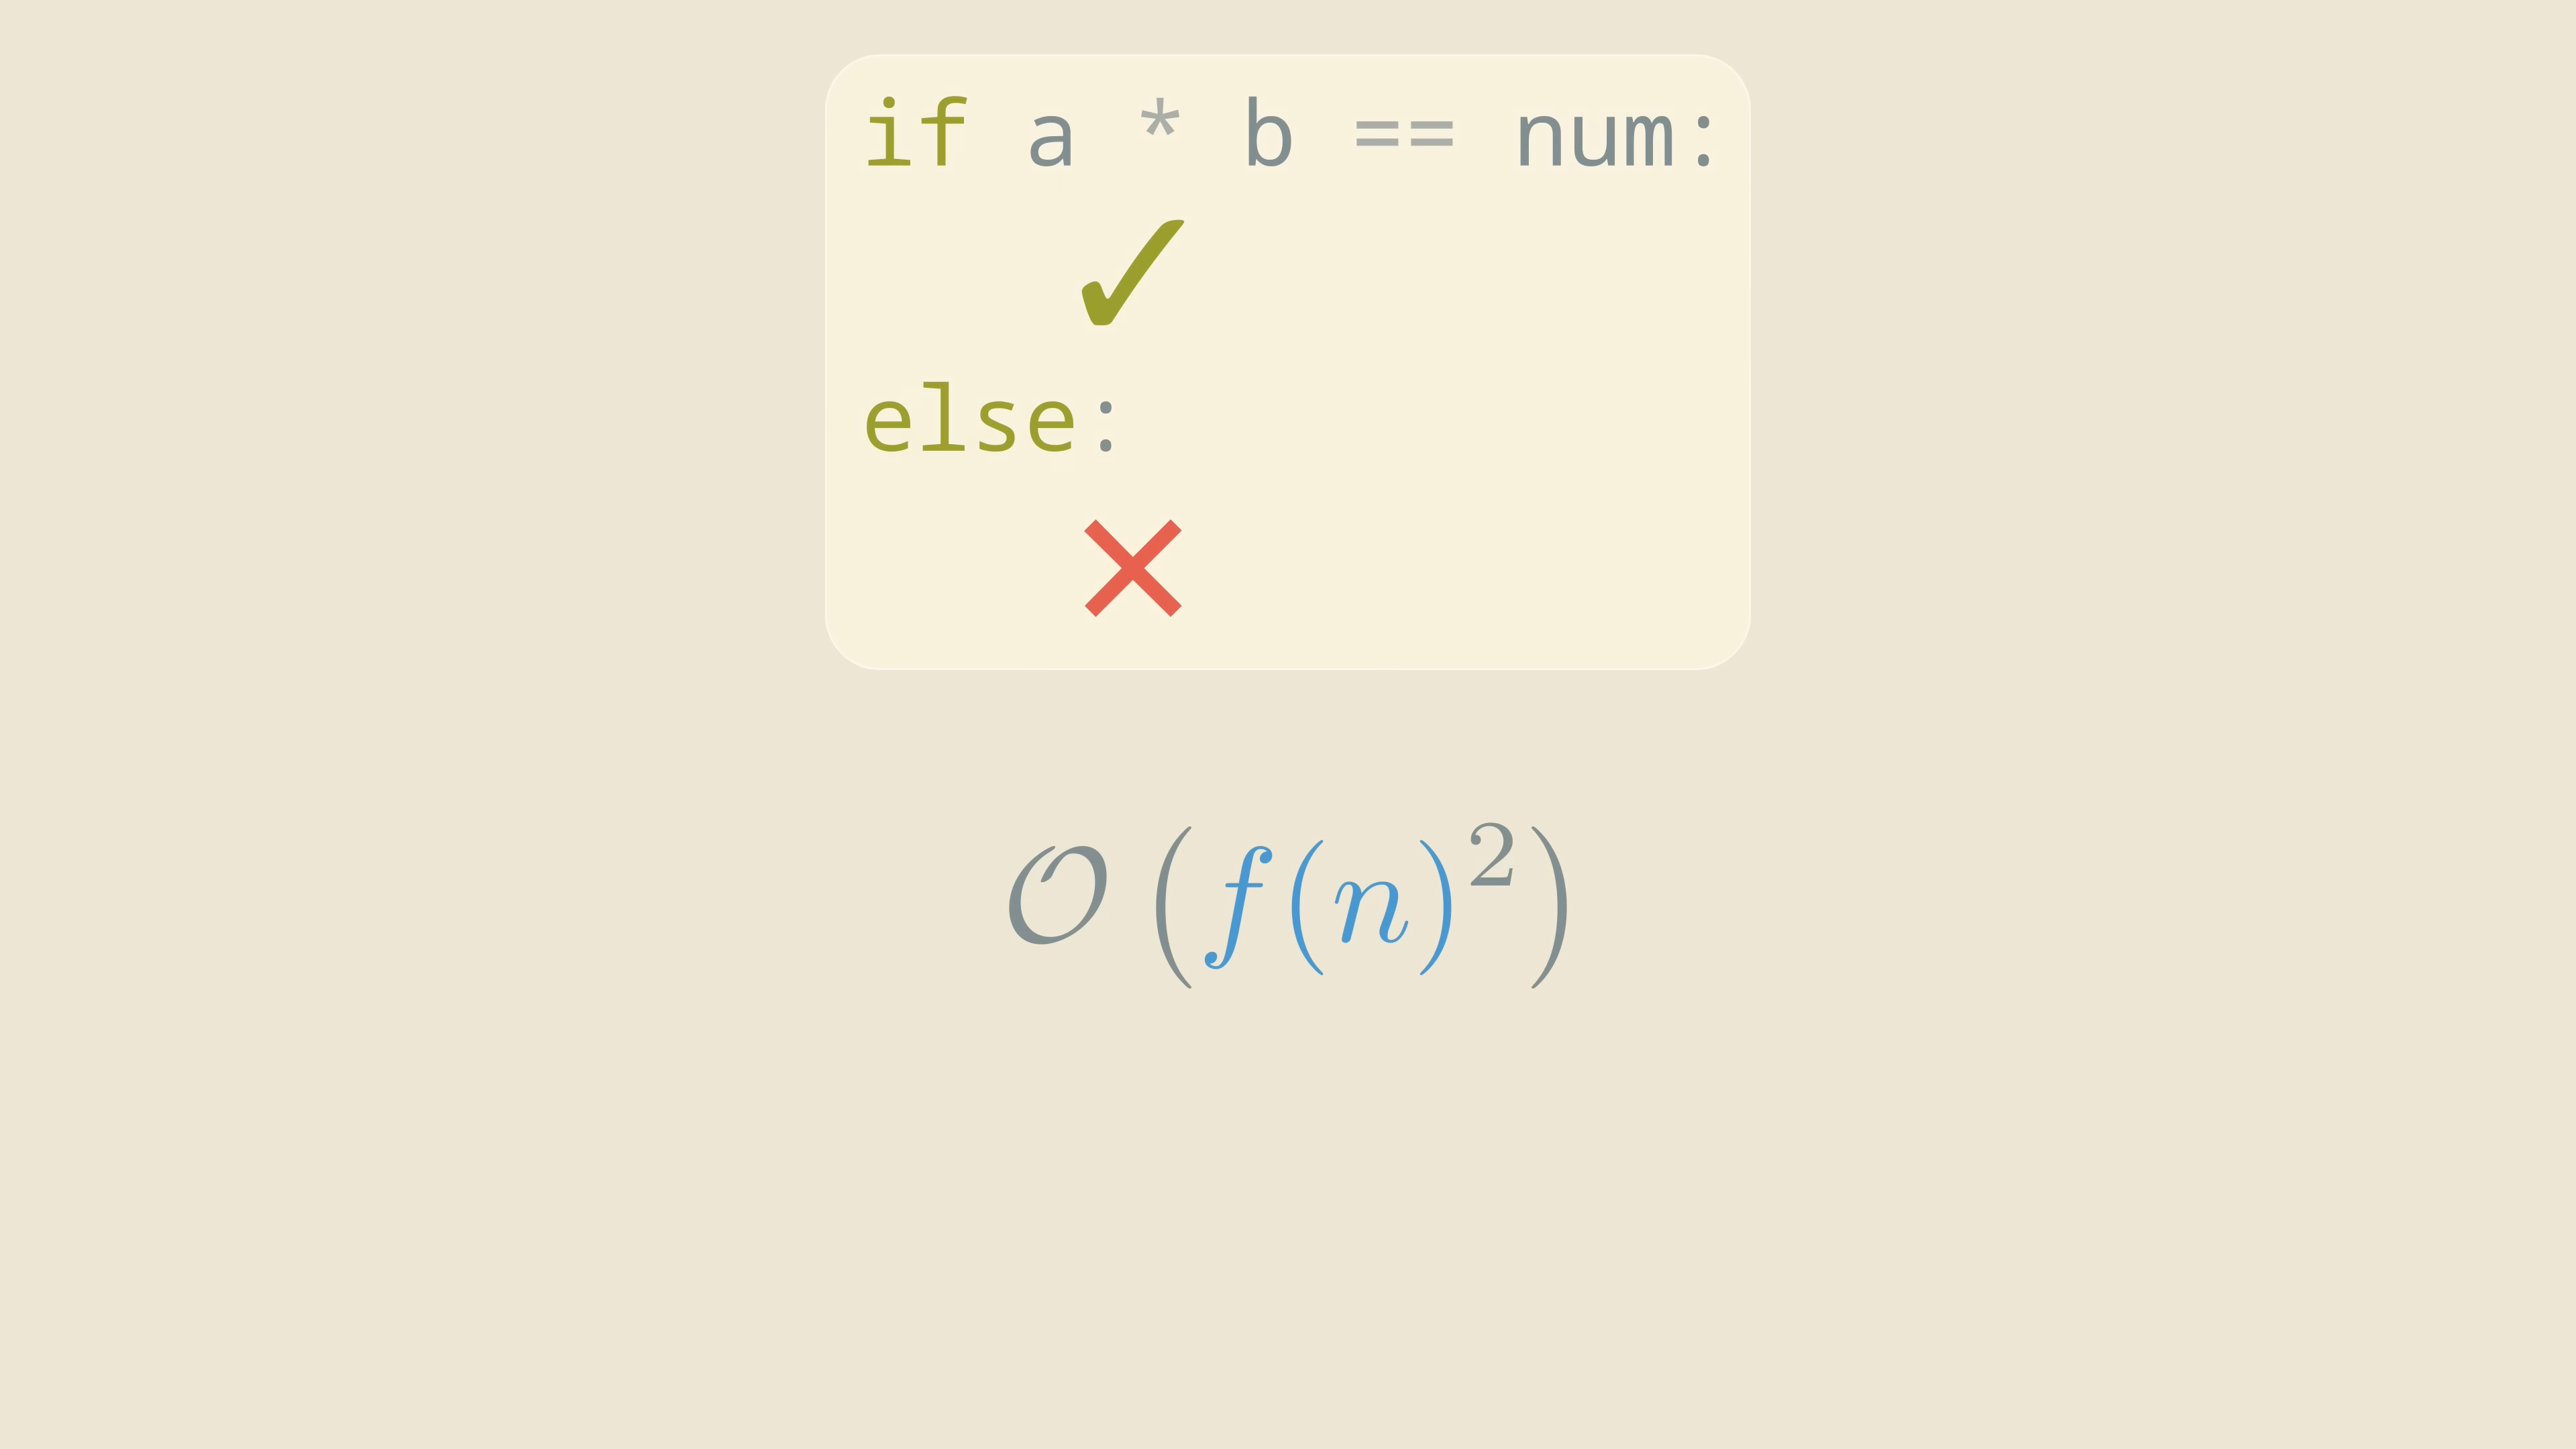 if a * b == num:
✓
else:
✕
𝒪(f(n)²)